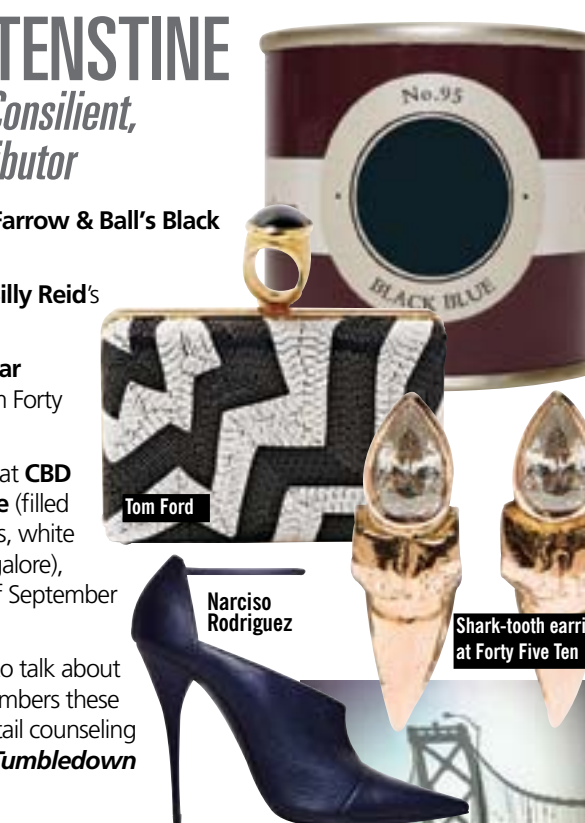 TENSTINE
Consilient,
ibutor
Farrow & Ball's Black
illy Reid's
ar
n Forty
at CBD
e (filled
s, white
galore),
f September
o talk about
mbers these
tail counseling
Tumbledown
No.95
BLACK BLUE
Tom Ford
Narciso
Rodriguez
Shark-tooth earri
at Forty Five Ten